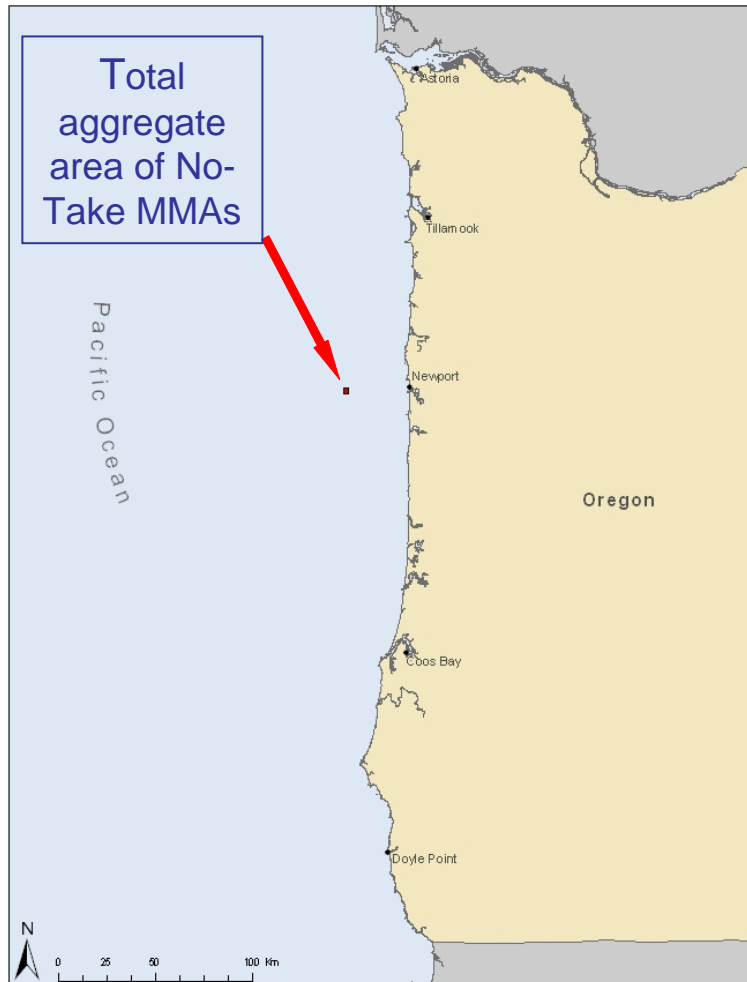 Total
aggregate
area of No-
Take MMAs
Astoria
Tillamook
Pacific Ocean
Newport
Oregon
Coos Bay
Doyle Point
N
0 25 50 100 Km